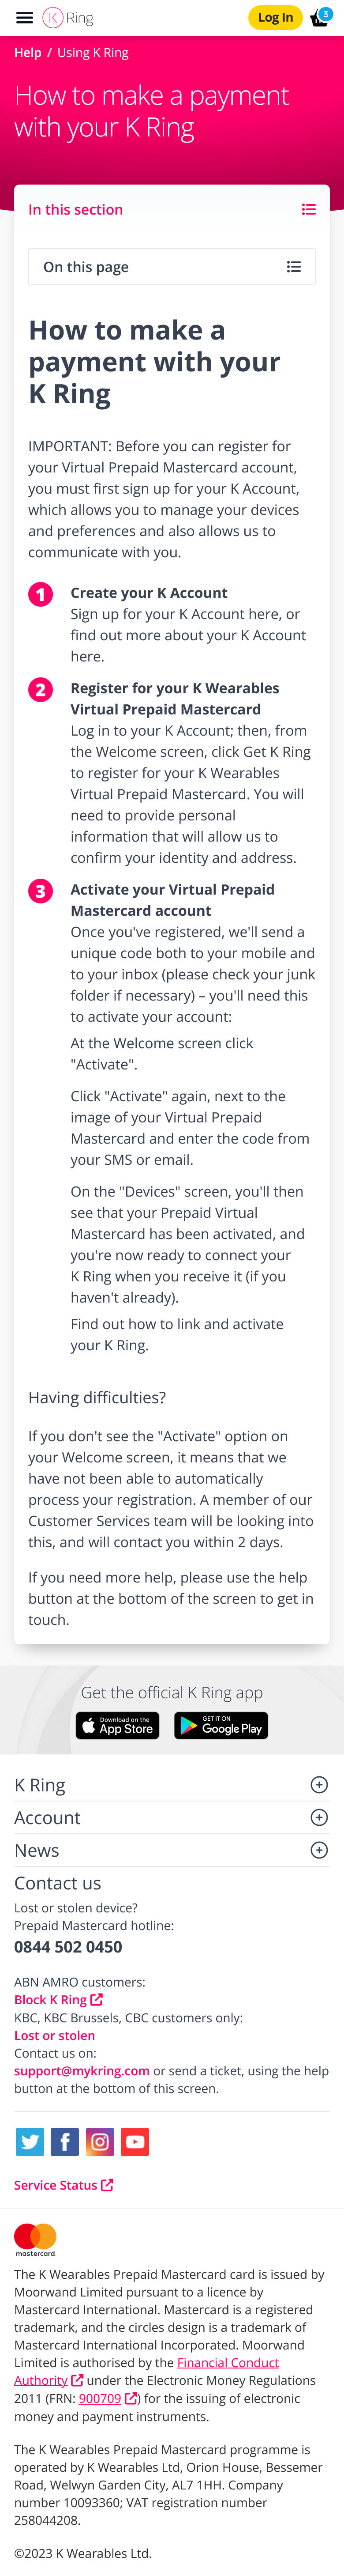 K Ring
Log In
3
Help / Using K Ring
How to make a payment
with your K Ring
In this section
On this page
How to make a
payment with your
K Ring
IMPORTANT: Before you can register for
your Virtual Prepaid Mastercard account,
you must first sign up for your K Account,
which allows you to manage your devices
and preferences and also allows us to
communicate with you.
1 Create your K Account
Sign up for your K Account here, or
find out more about your K Account
here.
2 Register for your K Wearables
Virtual Prepaid Mastercard
Log in to your K Account; then, from
the Welcome screen, click Get K Ring
to register for your K Wearables
Virtual Prepaid Mastercard. You will
need to provide personal
information that will allow us to
confirm your identity and address.
3 Activate your Virtual Prepaid
Mastercard account
Once you've registered, we'll send a
unique code both to your mobile and
to your inbox (please check your junk
folder if necessary) – you'll need this
to activate your account:
At the Welcome screen click
"Activate".
Click "Activate" again, next to the
image of your Virtual Prepaid
Mastercard and enter the code from
your SMS or email.
On the "Devices" screen, you'll then
see that your Prepaid Virtual
Mastercard has been activated, and
you're now ready to connect your
K Ring when you receive it (if you
haven't already).
Find out how to link and activate
your K Ring.
Having difficulties?
If you don't see the "Activate" option on
your Welcome screen, it means that we
have not been able to automatically
process your registration. A member of our
Customer Services team will be looking into
this, and will contact you within 2 days.
If you need more help, please use the help
button at the bottom of the screen to get in
touch.
Get the official K Ring app
Download on the
App Store
GET IT ON
Google Play
K Ring
Account
News
Contact us
Lost or stolen device?
Prepaid Mastercard hotline:
0844 502 0450
ABN AMRO customers:
Block K Ring
KBC, KBC Brussels, CBC customers only:
Lost or stolen
Contact us on:
support@mykring.com or send a ticket, using the help
button at the bottom of this screen.
Service Status
mastercard
The K Wearables Prepaid Mastercard card is issued by
Moorwand Limited pursuant to a licence by
Mastercard International. Mastercard is a registered
trademark, and the circles design is a trademark of
Mastercard International Incorporated. Moorwand
Limited is authorised by the Financial Conduct
Authority under the Electronic Money Regulations
2011 (FRN: 900709 ) for the issuing of electronic
money and payment instruments.
The K Wearables Prepaid Mastercard programme is
operated by K Wearables Ltd, Orion House, Bessemer
Road, Welwyn Garden City, AL7 1HH. Company
number 10093360; VAT registration number
258044208.
©2023 K Wearables Ltd.